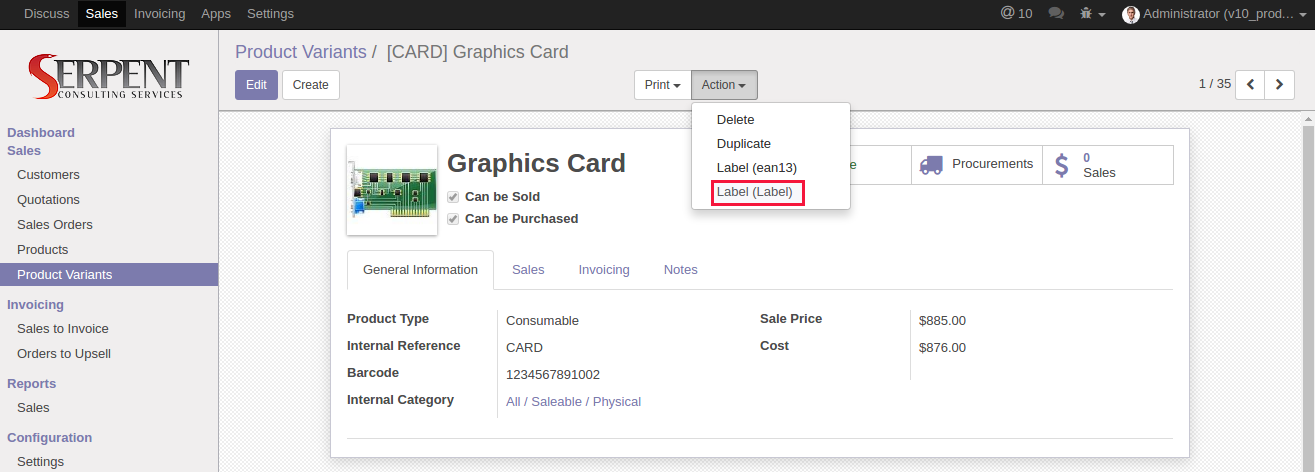 Discuss Sales Invoicing Apps Settings @ 10 Administrator (v10_prod...
SERPENT
CONSULTING SERVICES
Product Variants / [CARD] Graphics Card
Edit Create Print Action 1 / 35
Delete
Duplicate
Label (ean13)
Label (Label)
Dashboard
Sales
Customers
Quotations
Sales Orders
Products
Product Variants
Invoicing
Sales to Invoice
Orders to Upsell
Reports
Sales
Configuration
Settings
Graphics Card
Can be Sold
Can be Purchased
Procurements
0
Sales
General Information Sales Invoicing Notes
Product Type Consumable Sale Price $885.00
Internal Reference CARD Cost $876.00
Barcode 1234567891002
Internal Category All / Saleable / Physical